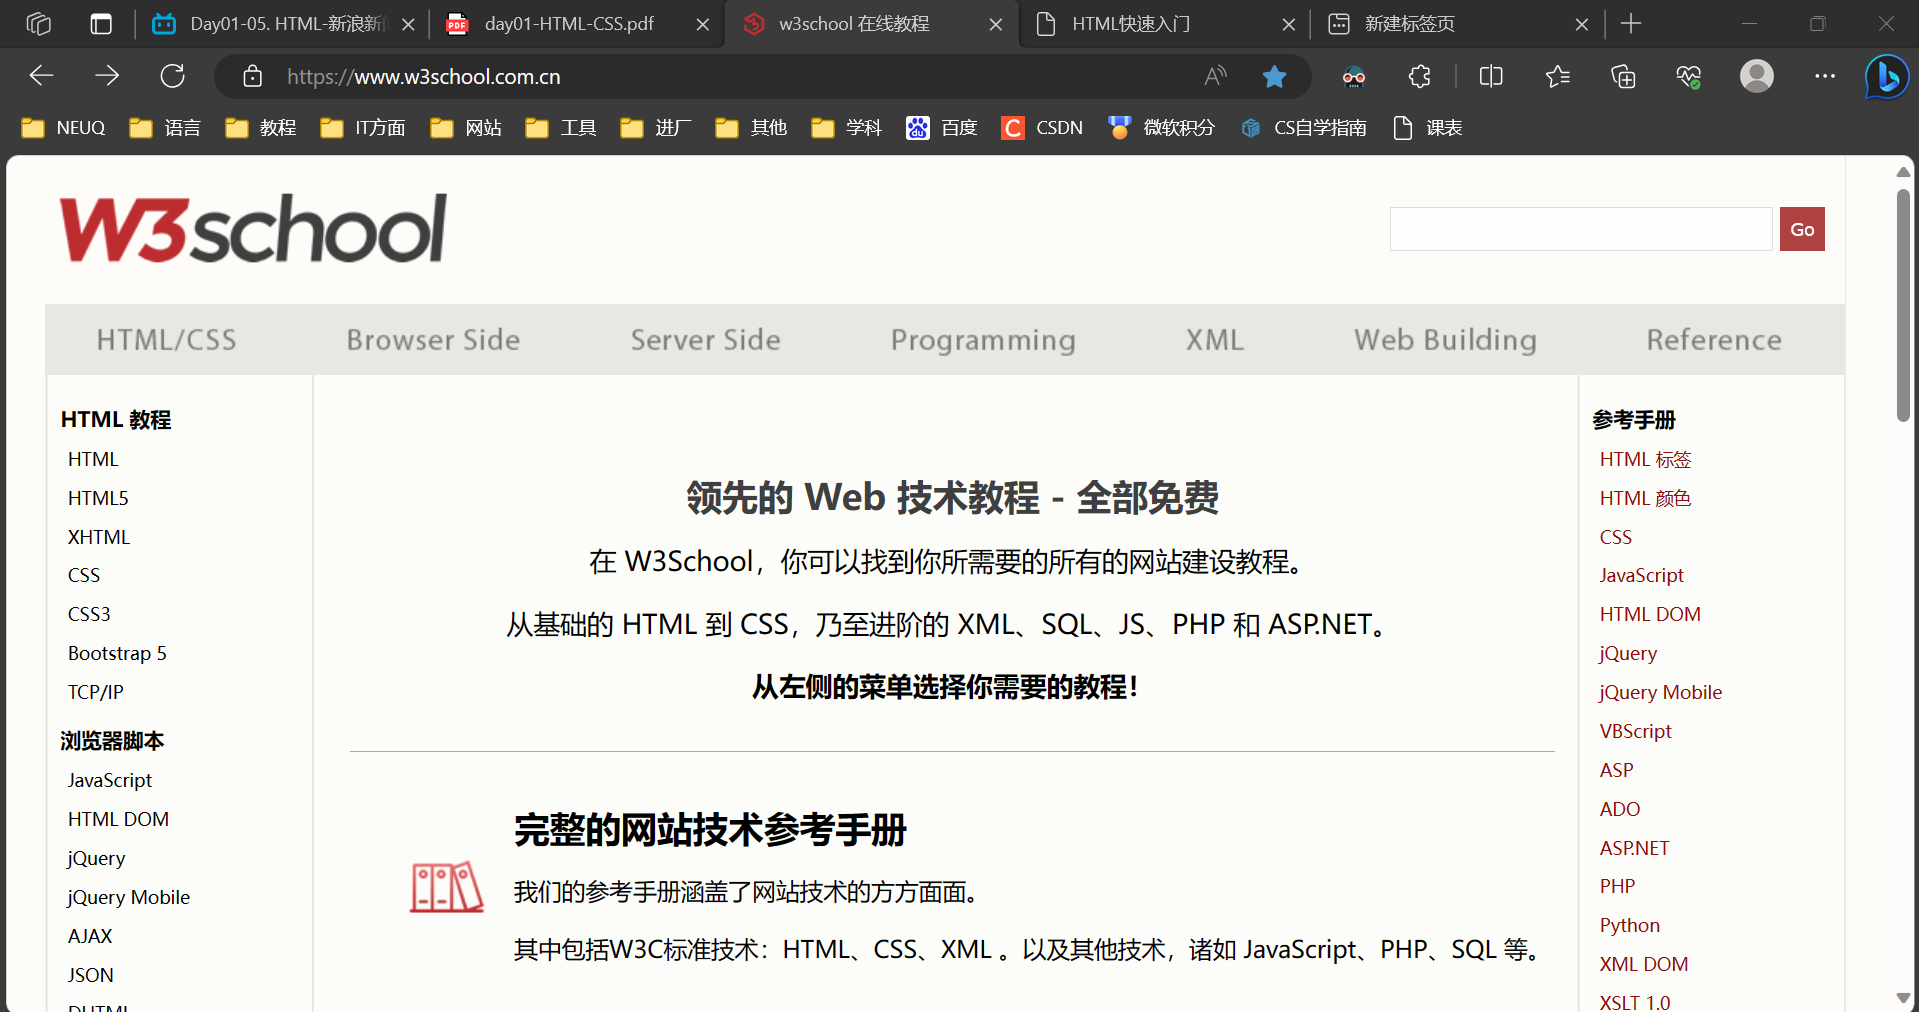 Day01-05. HTML-新浪新
day01-HTML-CSS.pdf
w3school 在线教程
HTML快速入门
新建标签页
https://www.w3school.com.cn
NEUQ 语言 教程 IT方面 网站 工具 进厂 其他 学科 百度 CSDN 微软积分 CS自学指南 课表
W3school
Go
HTML/CSS Browser Side Server Side Programming XML Web Building Reference
HTML 教程
HTML
HTML5
XHTML
CSS
CSS3
Bootstrap 5
TCP/IP
浏览器脚本
JavaScript
HTML DOM
jQuery
jQuery Mobile
AJAX
JSON
DHTML
领先的 Web 技术教程 - 全部免费
在 W3School，你可以找到你所需要的所有的网站建设教程。
从基础的 HTML 到 CSS，乃至进阶的 XML、SQL、JS、PHP 和 ASP.NET。
从左侧的菜单选择你需要的教程！
完整的网站技术参考手册
我们的参考手册涵盖了网站技术的方方面面。
其中包括W3C标准技术：HTML、CSS、XML 。以及其他技术，诸如 JavaScript、PHP、SQL 等。
参考手册
HTML 标签
HTML 颜色
CSS
JavaScript
HTML DOM
jQuery
jQuery Mobile
VBScript
ASP
ADO
ASP.NET
PHP
Python
XML DOM
XSLT 1.0